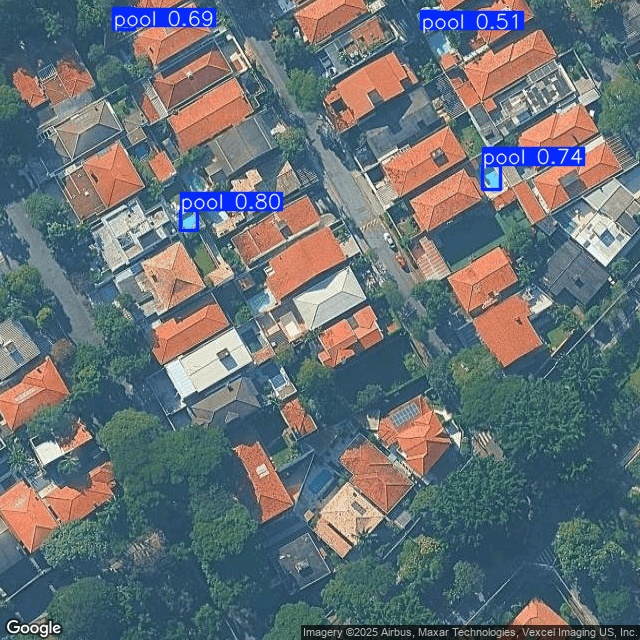 pool 0.69
pool 0.51
pool 0.74
pool 0.80
Google
Imagery ©2025 Airbus, Maxar Technologies, Vexcel Imaging US, Inc.